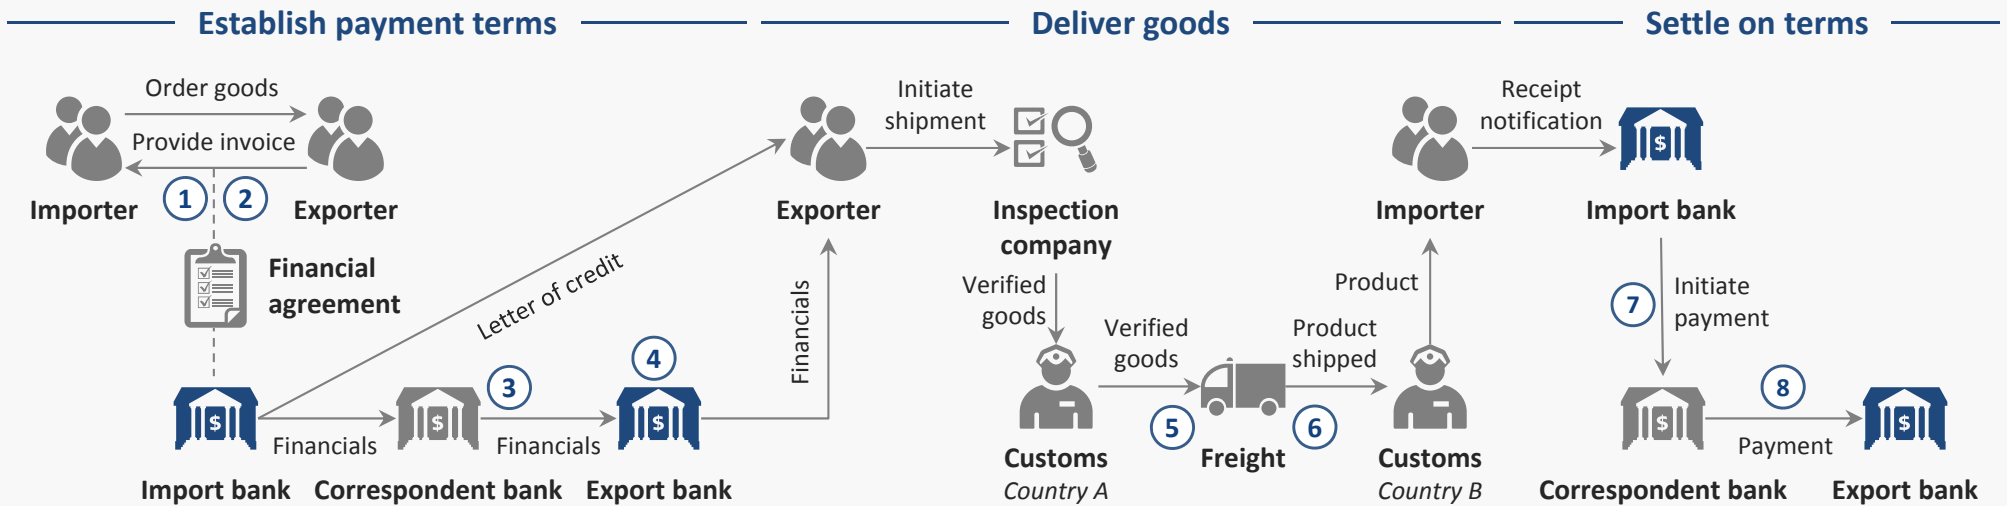 Establish payment terms
Order goods
Provide invoice
1
2
Importer
Exporter
Financial
agreement
Letter of credit
3
4
$
$
$
Financials
Financials
Financials
Import bank
Correspondent bank
Export bank
Deliver goods
Initiate
shipment
Exporter
Inspection
company
Verified
goods
Verified
goods
Product
shipped
Product
5
6
Customs
Country A
Freight
Customs
Country B
Settle on terms
Receipt
notification
$
Importer
Import bank
7
Initiate
payment
8
$
$
Payment
Correspondent bank
Export bank